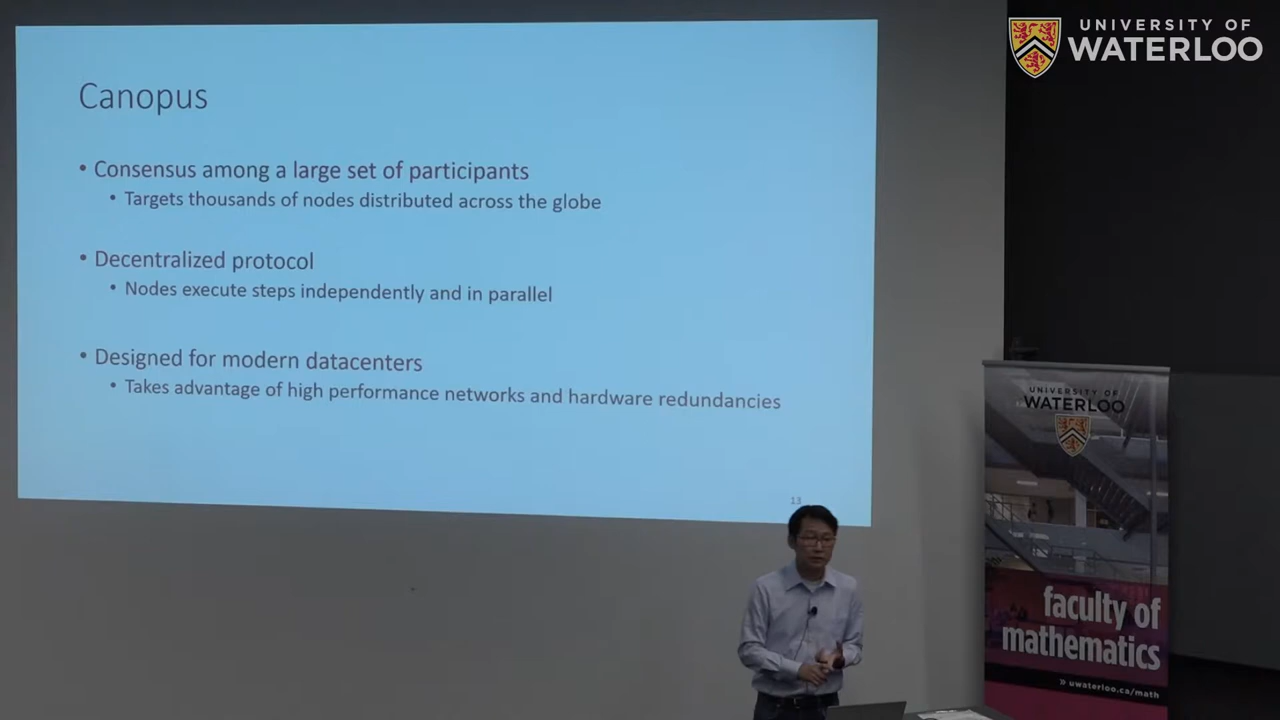 Canopus
• Consensus among a large set of participants
• Targets thousands of nodes distributed across the globe
• Decentralized protocol
• Nodes execute steps independently and in parallel
• Designed for modern datacenters
• Takes advantage of high performance networks and hardware redundancies
13
UNIVERSITY OF
WATERLOO
UNIVERSITY OF
WATERLOO
faculty of
mathematics
» uwaterloo.ca/math